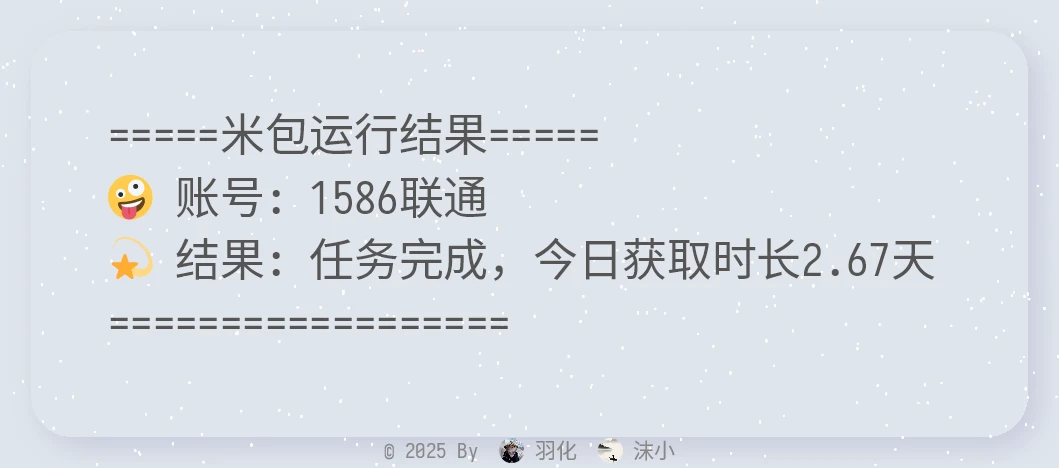 =====米包运行结果=====
🤪 账号: 1586联通
💫 结果: 任务完成，今日获取时长2.67天
==================
© 2025 By 羽化 沫小